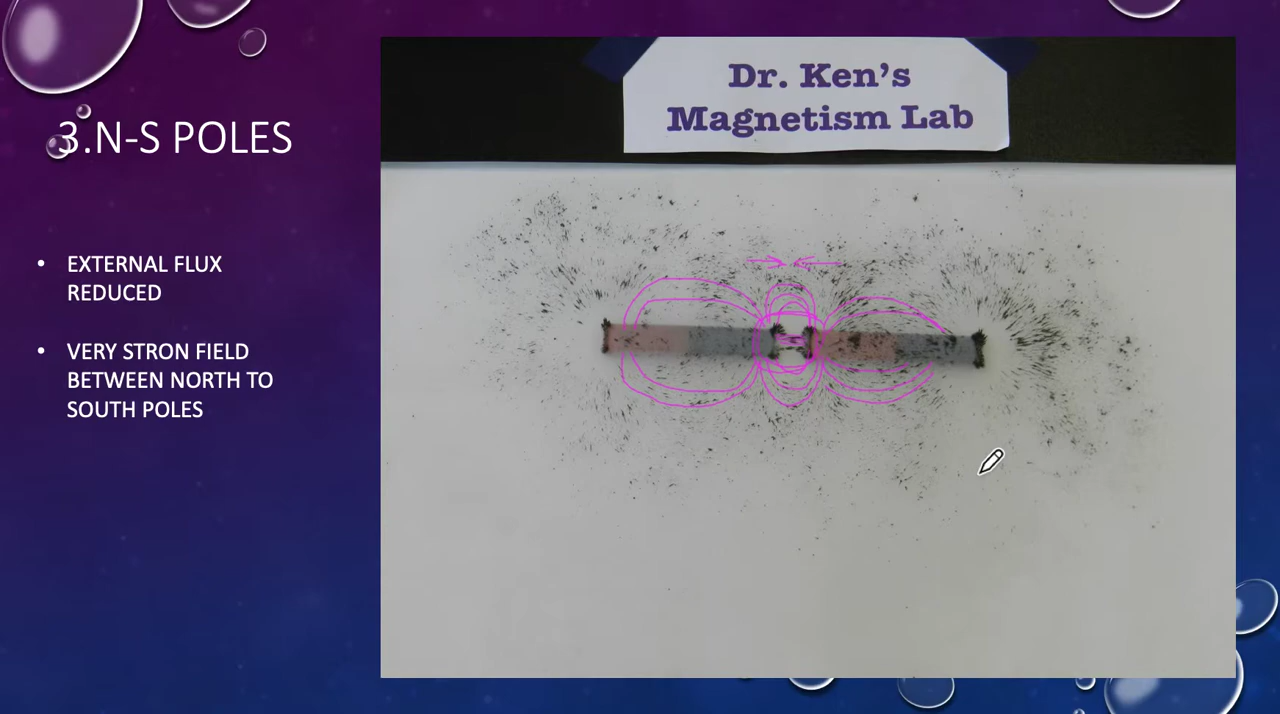 Dr. Ken's
Magnetism Lab
3.N-S POLES
• EXTERNAL FLUX
REDUCED
• VERY STRON FIELD
BETWEEN NORTH TO
SOUTH POLES